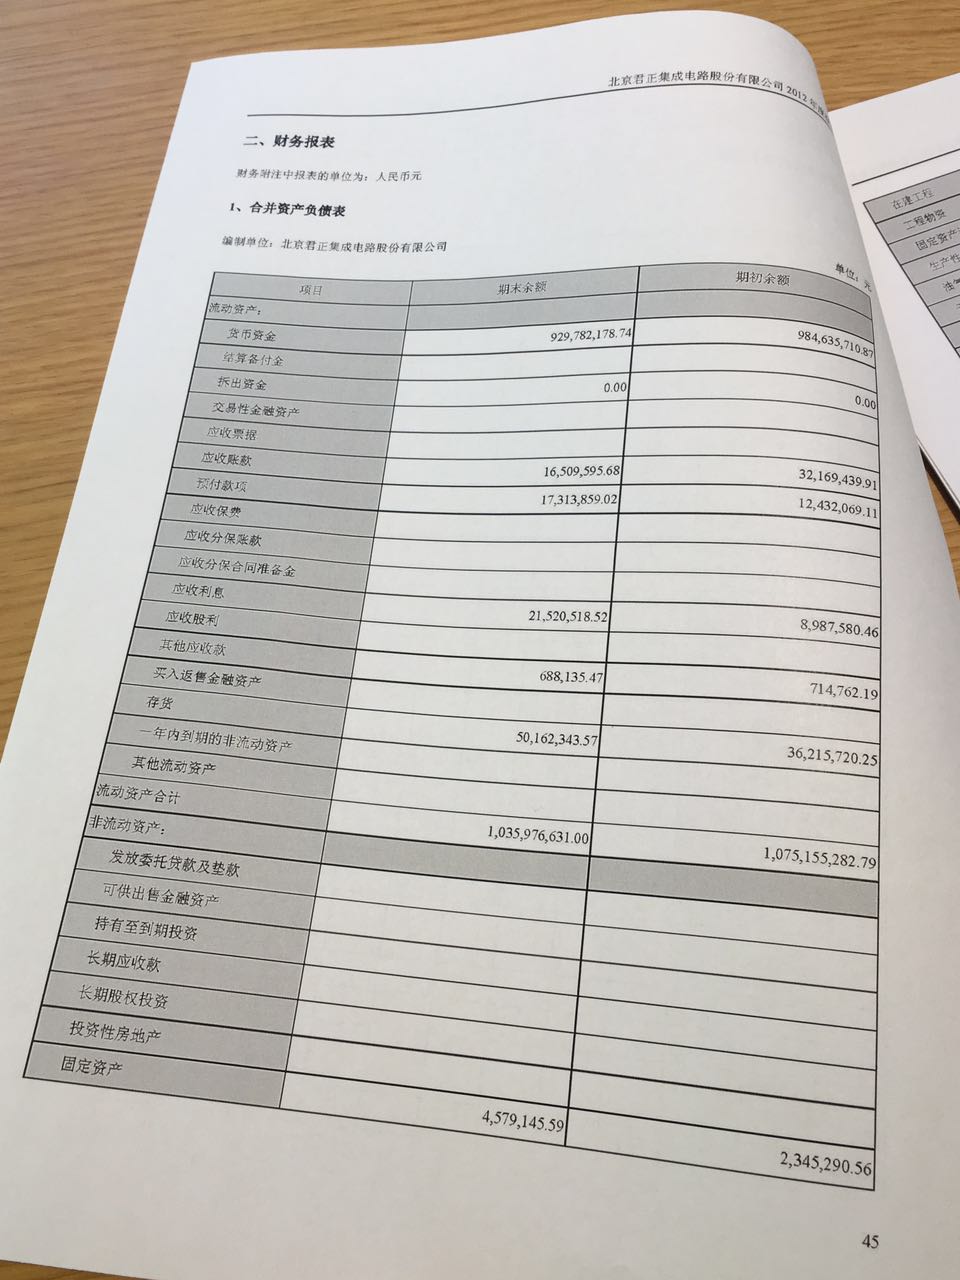 北京君正集成电路股份有限公司 2012 年
二、财务报表
财务附注中报表的单位为：人民币元
1、合并资产负债表
编制单位：北京君正集成电路股份有限公司
单位：元
项目 期末余额 期初余额
流动资产：
货币资金 929,782,178.74 984,635,710.87
结算备付金
拆出资金 0.00 0.00
交易性金融资产
应收票据
应收账款 16,509,595.68 32,169,439.91
预付款项 17,313,859.02 12,432,069.11
应收保费
应收分保账款
应收分保合同准备金
应收利息 21,520,518.52 8,987,580.46
应收股利
其他应收款 688,135.47 714,762.19
买入返售金融资产
存货 50,162,343.57 36,215,720.25
一年内到期的非流动资产
其他流动资产
流动资产合计 1,035,976,631.00 1,075,155,282.79
非流动资产：
发放委托贷款及垫款
可供出售金融资产
持有至到期投资
长期应收款
长期股权投资
投资性房地产
固定资产 4,579,145.59 2,345,290.56
45
在建工程
工程物资
固定资产
生产性
油气